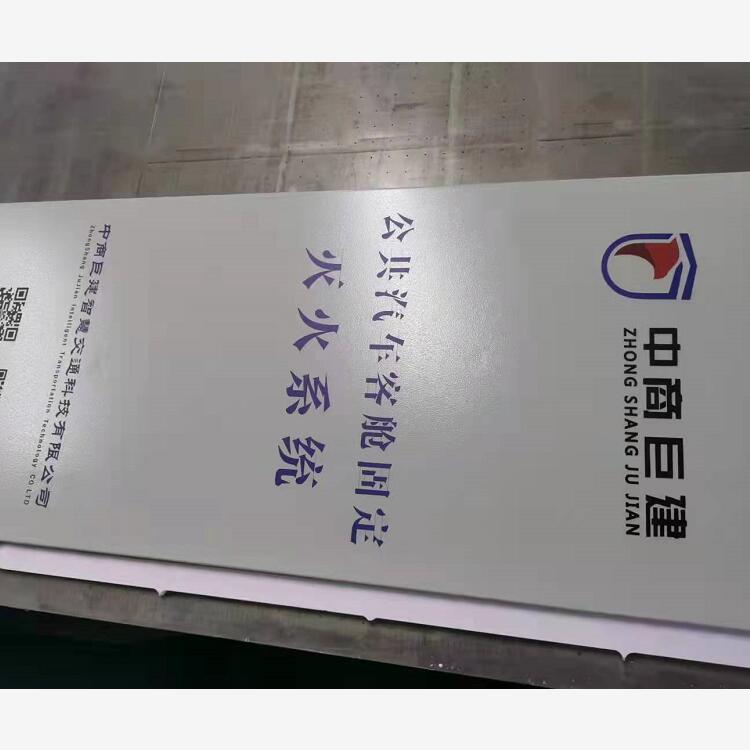 中商巨建
ZHONG SHANG JU JIAN
公共汽车客舱固定
灭火系统
中商巨建智慧交通科技有限公司
ZhongShang JuJian Intelligent Transportation Technology CO.LTD